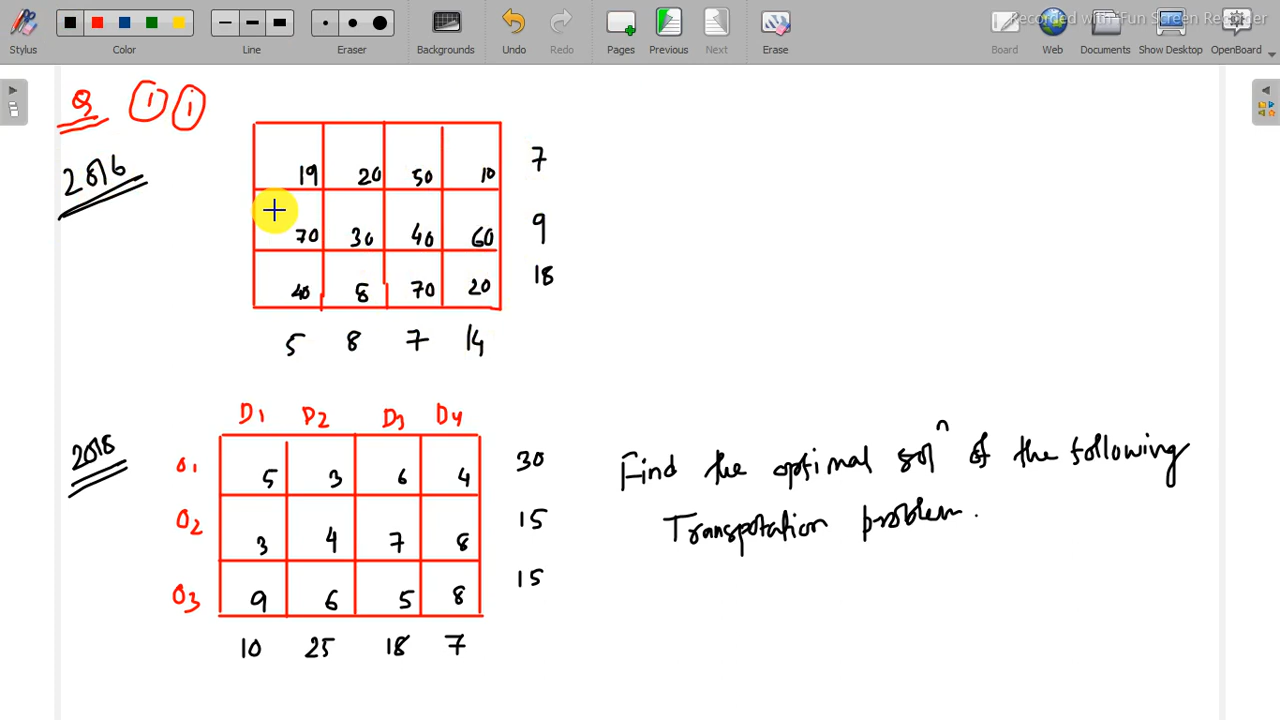 Stylus Color Line Eraser Backgrounds Undo Redo Pages Previous Next Erase Board Web Documents Show Desktop OpenBoard
Recorded with iFun Screen Recorder
Q 1 1
2016
19 20 50 10 7
70 30 40 60 9
40 8 70 20 18
5 8 7 14
2018
D1 D2 D3 D4
O1 5 3 6 4 30
O2 3 4 7 8 15
O3 9 6 5 8 15
10 25 18 7
Find the optimal solⁿ of the following
Transpotation problem.